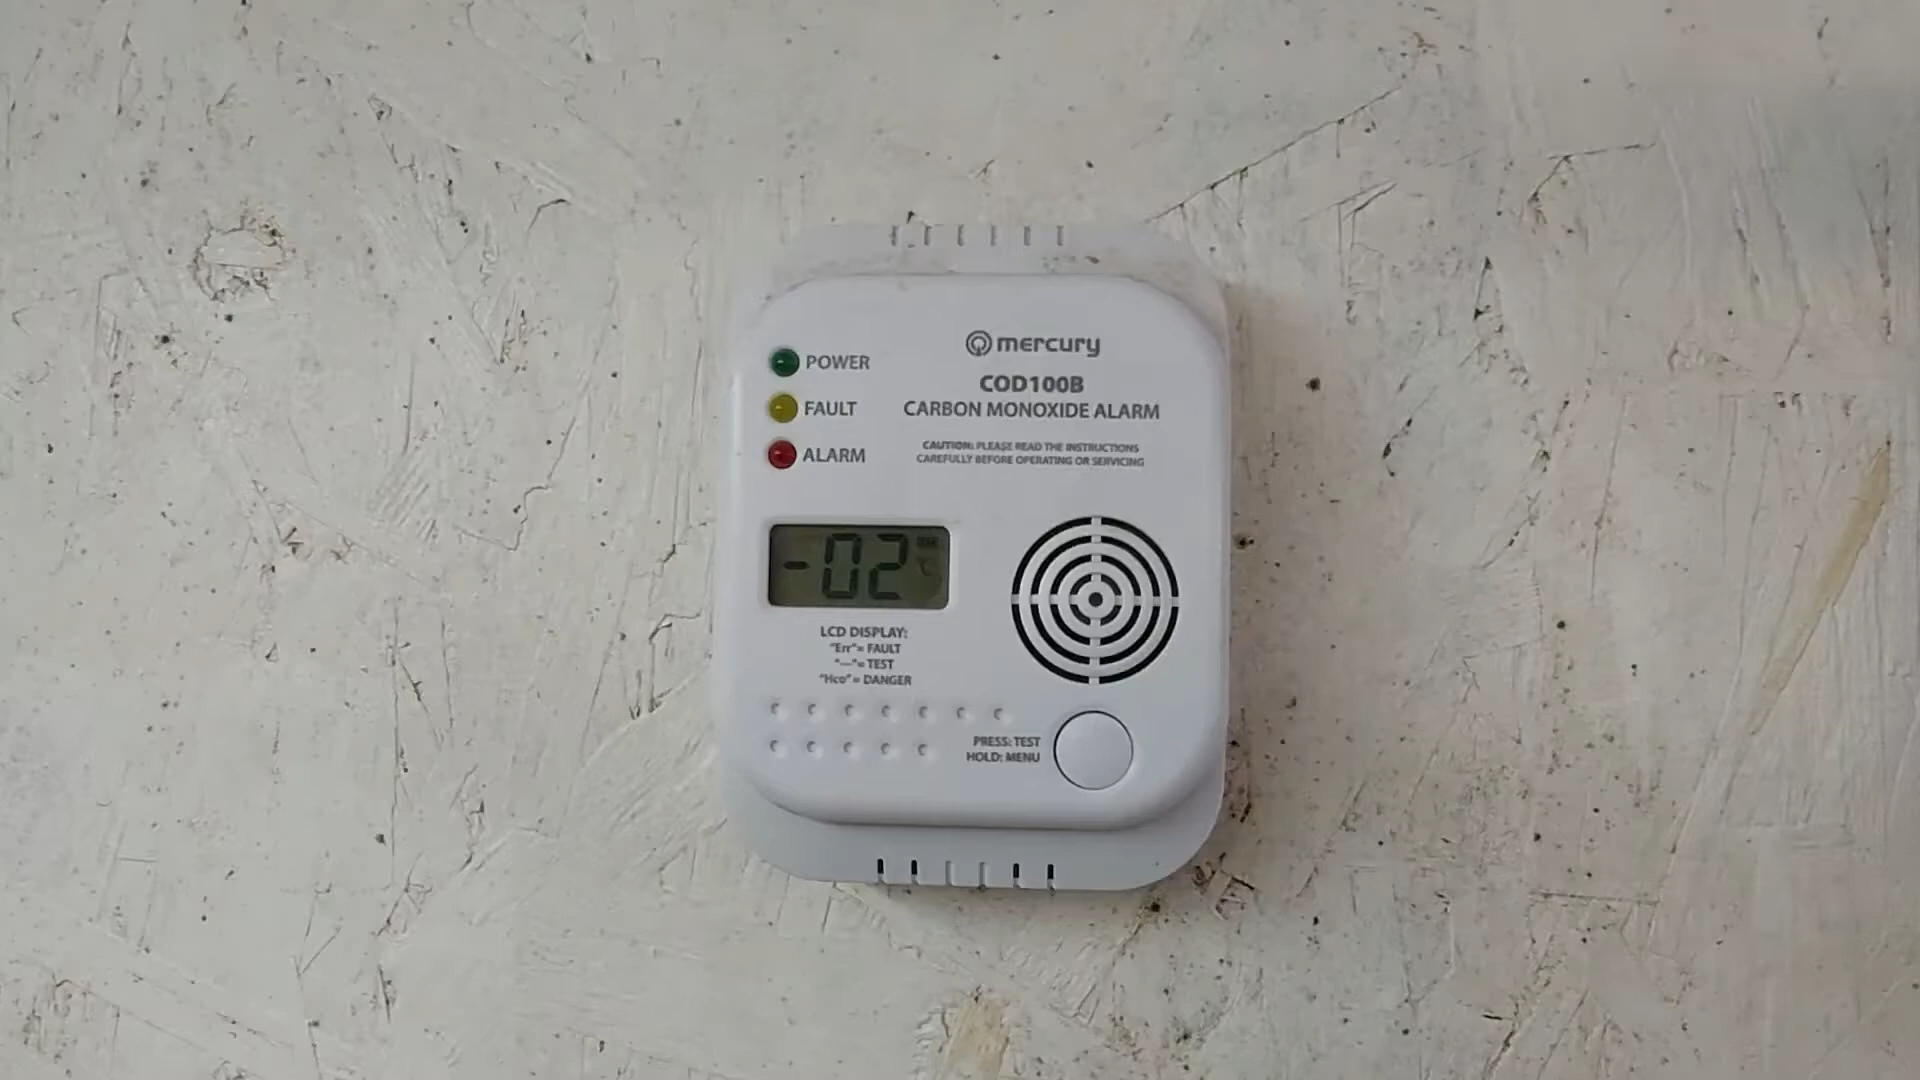 mercury
COD100B
CARBON MONOXIDE ALARM
CAUTION: PLEASE READ THE INSTRUCTIONS
CAREFULLY BEFORE OPERATING OR SERVICING
POWER
FAULT
ALARM
-02 °C
LCD DISPLAY:
"Err"= FAULT
"---"= TEST
"Hco"= DANGER
PRESS: TEST
HOLD: MENU